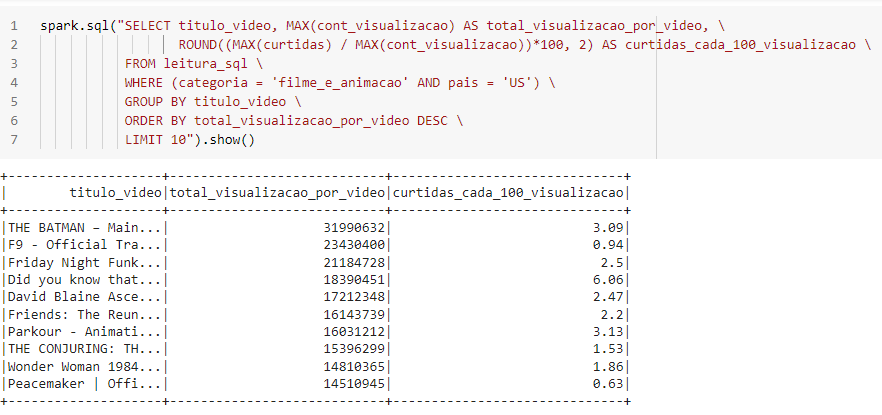 1 spark.sql("SELECT titulo_video, MAX(cont_visualizacao) AS total_visualizacao_por_video, \
2 ROUND((MAX(curtidas) / MAX(cont_visualizacao))*100, 2) AS curtidas_cada_100_visualizacao \
3 FROM leitura_sql \
4 WHERE (categoria = 'filme_e_animacao' AND pais = 'US') \
5 GROUP BY titulo_video \
6 ORDER BY total_visualizacao_por_video DESC \
7 LIMIT 10").show()
+--------------------+----------------------------+------------------------------+
|        titulo_video|total_visualizacao_por_video|curtidas_cada_100_visualizacao|
+--------------------+----------------------------+------------------------------+
|THE BATMAN – Main...|                    31990632|                          3.09|
|F9 - Official Tra...|                    23430400|                          0.94|
|Friday Night Funk...|                    21184728|                           2.5|
|Did you know that...|                    18390451|                          6.06|
|David Blaine Asce...|                    17212348|                          2.47|
|Friends: The Reun...|                    16143739|                           2.2|
|Parkour - Animati...|                    16031212|                          3.13|
|THE CONJURING: TH...|                    15396299|                          1.53|
|Wonder Woman 1984...|                    14810365|                          1.86|
|Peacemaker | Offi...|                    14510945|                          0.63|
+--------------------+----------------------------+------------------------------+